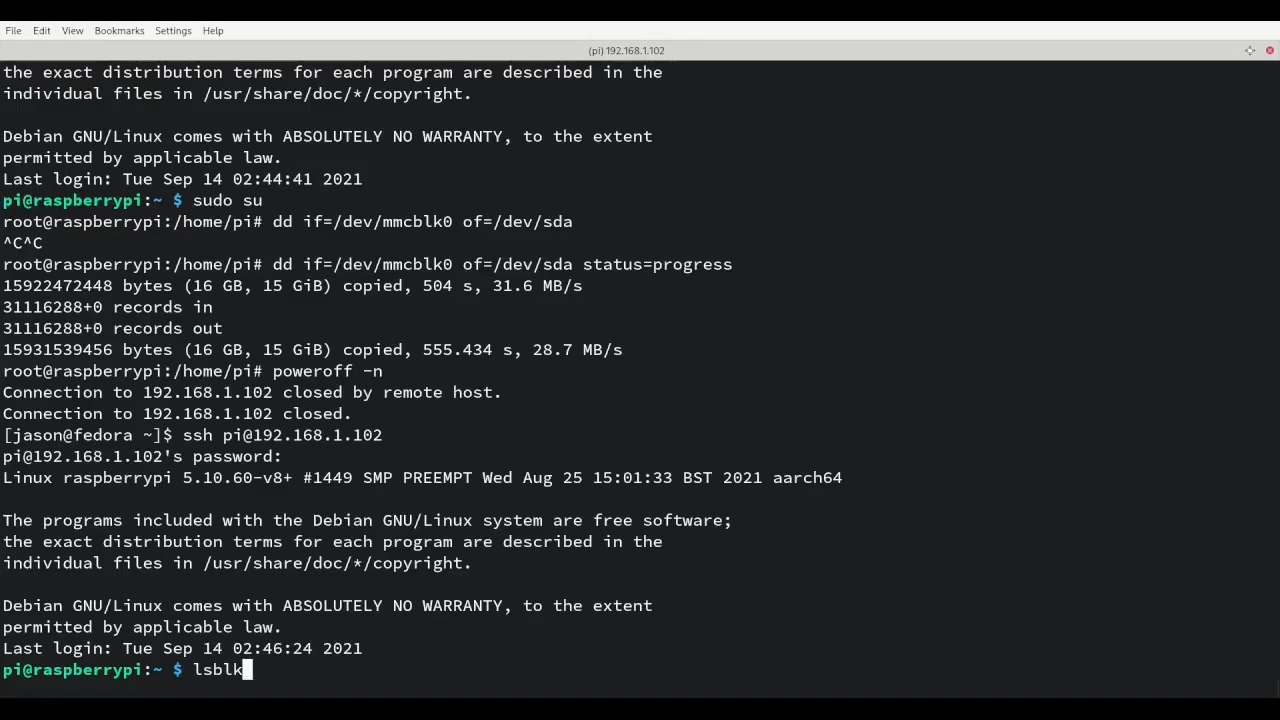 File Edit View Bookmarks Settings Help
(pi) 192.168.1.102
the exact distribution terms for each program are described in the
individual files in /usr/share/doc/*/copyright.
Debian GNU/Linux comes with ABSOLUTELY NO WARRANTY, to the extent
permitted by applicable law.
Last login: Tue Sep 14 02:44:41 2021
pi@raspberrypi:~ $ sudo su
root@raspberrypi:/home/pi# dd if=/dev/mmcblk0 of=/dev/sda
^C^C
root@raspberrypi:/home/pi# dd if=/dev/mmcblk0 of=/dev/sda status=progress
15922472448 bytes (16 GB, 15 GiB) copied, 504 s, 31.6 MB/s
31116288+0 records in
31116288+0 records out
15931539456 bytes (16 GB, 15 GiB) copied, 555.434 s, 28.7 MB/s
root@raspberrypi:/home/pi# poweroff -n
Connection to 192.168.1.102 closed by remote host.
Connection to 192.168.1.102 closed.
[jason@fedora ~]$ ssh pi@192.168.1.102
pi@192.168.1.102's password:
Linux raspberrypi 5.10.60-v8+ #1449 SMP PREEMPT Wed Aug 25 15:01:33 BST 2021 aarch64
The programs included with the Debian GNU/Linux system are free software;
the exact distribution terms for each program are described in the
individual files in /usr/share/doc/*/copyright.
Debian GNU/Linux comes with ABSOLUTELY NO WARRANTY, to the extent
permitted by applicable law.
Last login: Tue Sep 14 02:46:24 2021
pi@raspberrypi:~ $ lsblk